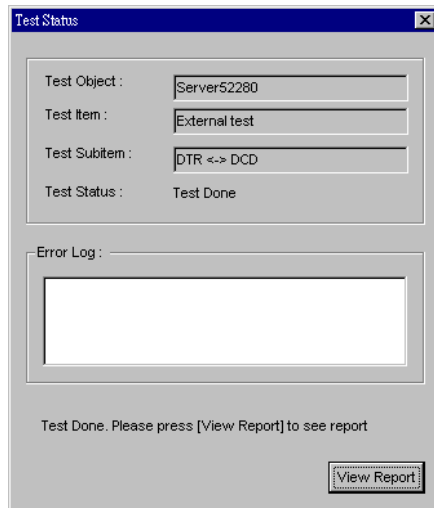 Test Status
Test Object : Server52280
Test Item : External test
Test Subitem : DTR <-> DCD
Test Status : Test Done
Error Log :
Test Done. Please press [View Report] to see report
View Report